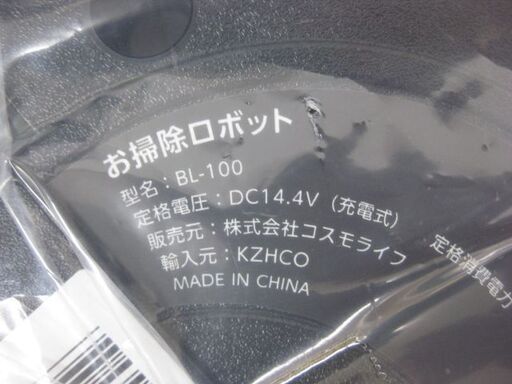 お掃除ロボット
型名：BL-100
定格電圧：DC14.4V（充電式）
販売元：株式会社コスモライフ
輸入元：KZHCO
MADE IN CHINA
定格消費電力